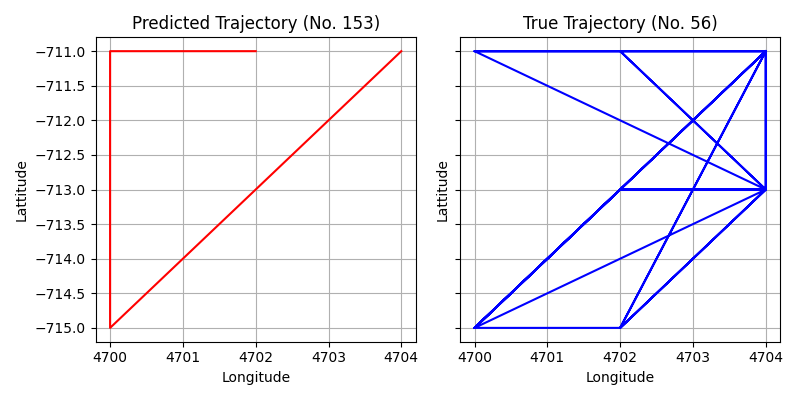 Predicted Trajectory (No. 153)
True Trajectory (No. 56)
Lattitude
−711.0
−711.5
−712.0
−712.5
−713.0
−713.5
−714.0
−714.5
−715.0
4700 4701 4702 4703 4704
Longitude
Lattitude
4700 4701 4702 4703 4704
Longitude